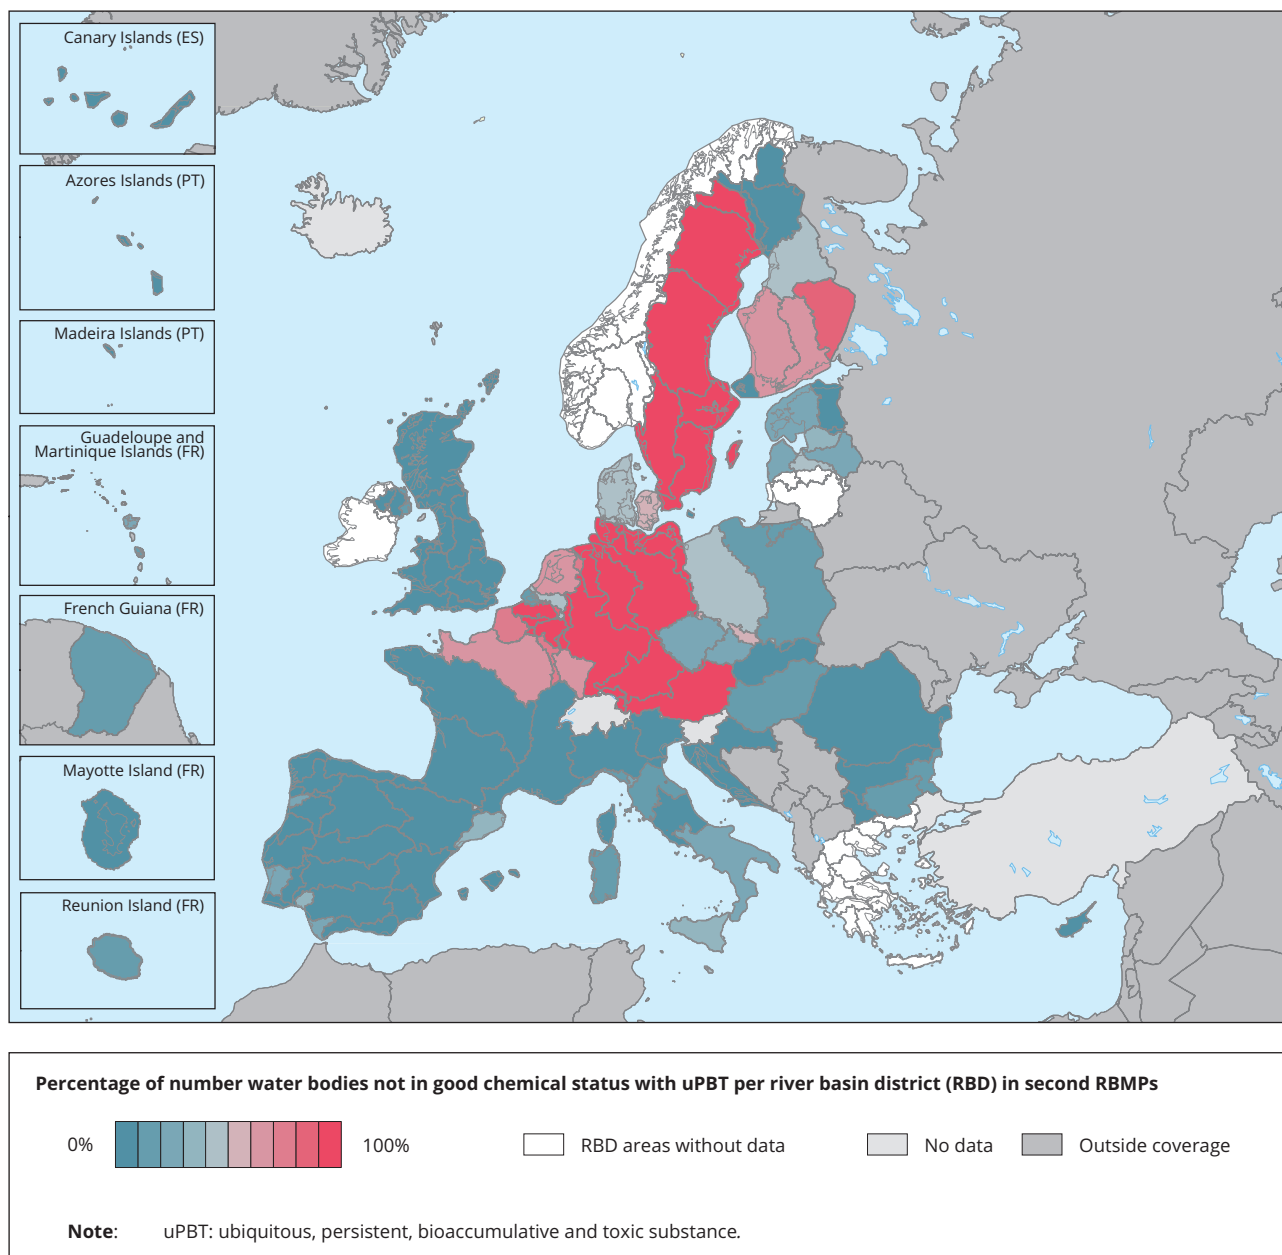 Canary Islands (ES)
Azores Islands (PT)
Madeira Islands (PT)
Guadeloupe and
Martinique Islands (FR)
French Guiana (FR)
Mayotte Island (FR)
Reunion Island (FR)
Percentage of number water bodies not in good chemical status with uPBT per river basin district (RBD) in second RBMPs
0%
100%
RBD areas without data
No data
Outside coverage
Note: uPBT: ubiquitous, persistent, bioaccumulative and toxic substance.